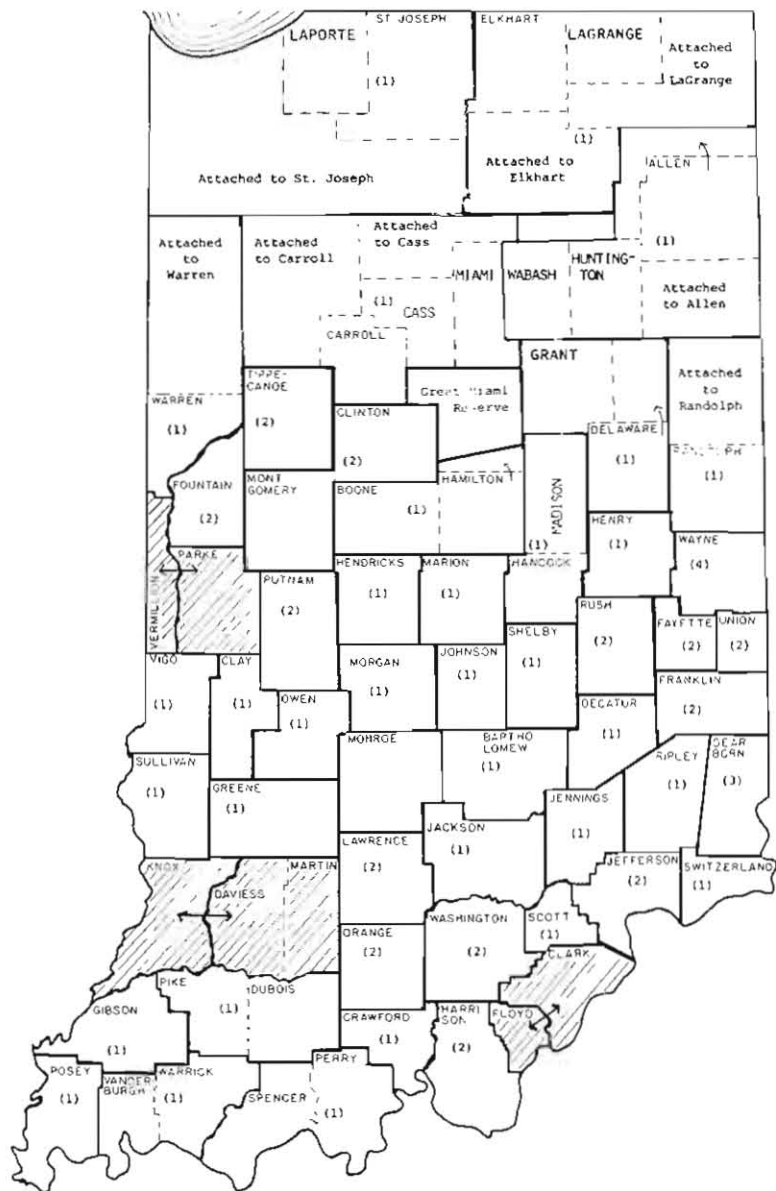 ST JOSEPH
ELKHART
LAPORTE
LAGRANGE
Attached
to
LaGrange
(1)
(1)
Attached to St. Joseph
Attached to
Elkhart
ALLEN
(1)
Attached
to
Warren
Attached
to Carroll
Attached
to Cass
MIAMI
WABASH
HUNTING-
TON
Attached
to Allen
(1)
CASS
CARROLL
GRANT
Attached
to
Randolph
TIPPE-
CANOE
(2)
Great Miami
Reserve
WARREN
(1)
CLINTON
(2)
DELAWARE
(1)
RANDOLPH
(1)
FOUNTAIN
(2)
MONT
GOMERY
BOONE
(1)
HAMILTON
MADISON
(1)
HENRY
(1)
WAYNE
(4)
VERMILLION
PARKE
PUTNAM
(2)
HENDRICKS
(1)
MARION
(1)
HANCOCK
RUSH
(2)
FAYETTE
(2)
UNION
(2)
SHELBY
(1)
VIGO
(1)
CLAY
(1)
MORGAN
(1)
JOHNSON
(1)
OWEN
(1)
FRANKLIN
(2)
DECATUR
(1)
SULLIVAN
(1)
MONROE
BARTHO
LOMEW
(1)
RIPLEY
(1)
DEAR
BORN
(3)
GREENE
(1)
JENNINGS
(1)
LAWRENCE
(2)
JACKSON
(1)
JEFFERSON
(2)
SWITZERLAND
(1)
KNOX
DAVIESS
MARTIN
ORANGE
(2)
WASHINGTON
(2)
SCOTT
(1)
CLARK
PIKE
(1)
DUBOIS
GIBSON
(1)
CRAWFORD
(1)
HARRI
SON
(2)
FLOYD
POSEY
(1)
VANDER
BURGH
WARRICK
(1)
SPENCER
PERRY
(1)